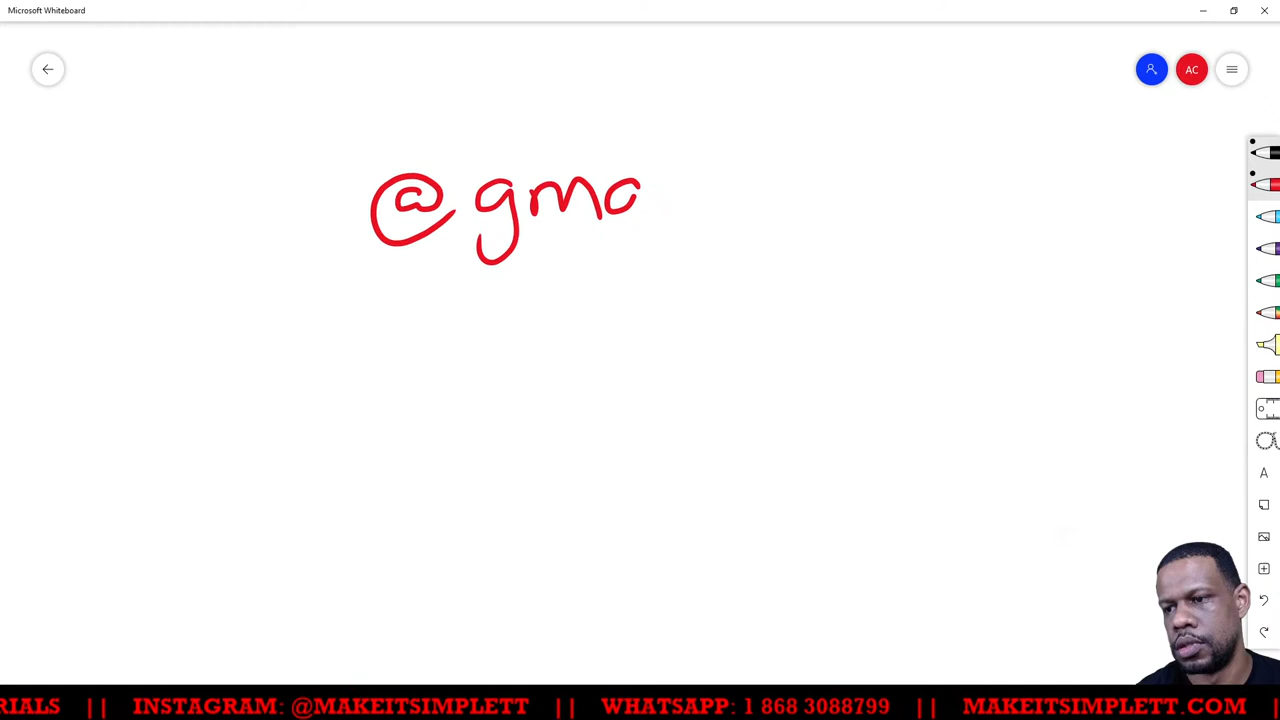 Microsoft Whiteboard
AC
@gma
A
RIALS || INSTAGRAM: @MAKEITSIMPLETT || WHATSAPP: 1 868 3088799 || MAKEITSIMPLETT.COM